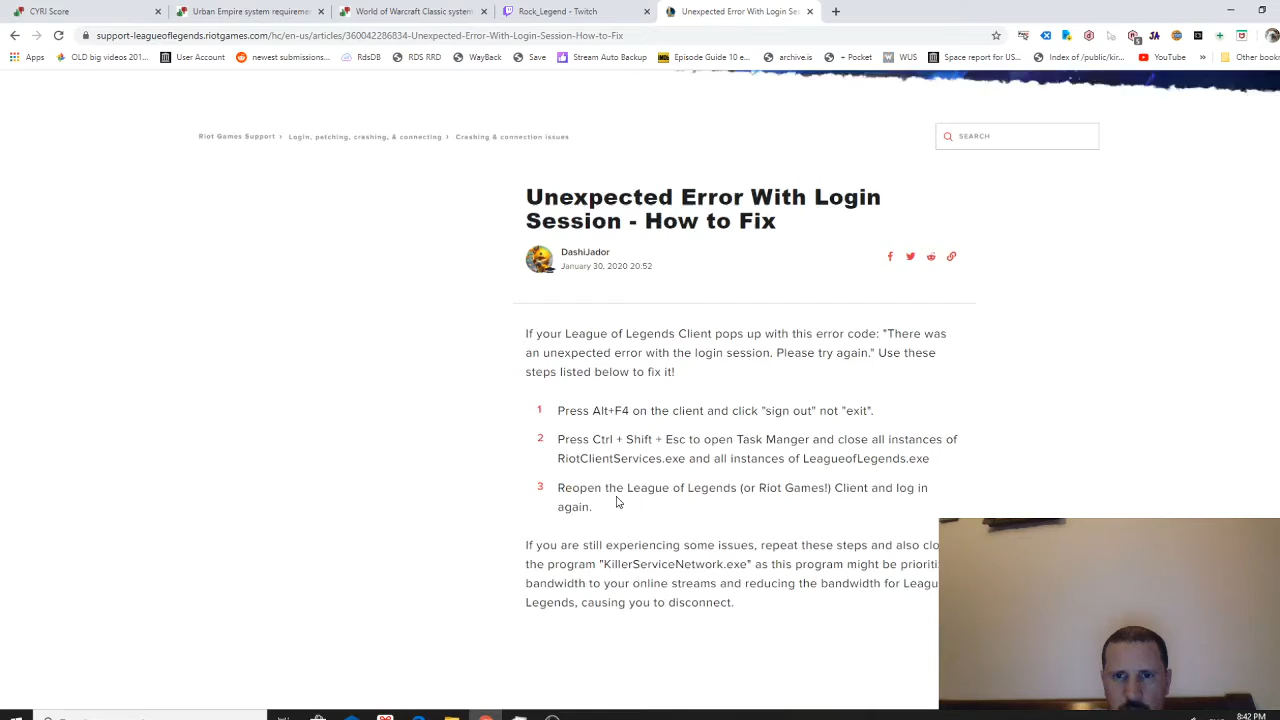 CYRI Score
Urban Empire system requireme
World of Warcraft Classic system
Rock_Legend - Twitch
Unexpected Error With Login Ses
support-leagueoflegends.riotgames.com/hc/en-us/articles/360042286834-Unexpected-Error-With-Login-Session-How-to-Fix
Apps
OLD big videos 201...
User Account
newest submissions...
RdsDB
RDS RRD
WayBack
Save
Stream Auto Backup
Episode Guide 10 e...
archive.is
+ Pocket
WUS
Space report for US...
Index of /public/kir...
YouTube
»
Other bookm
Riot Games Support › Login, patching, crashing, & connecting › Crashing & connection issues
SEARCH
Unexpected Error With Login
Session - How to Fix
DashiJador
January 30, 2020 20:52
If your League of Legends Client pops up with this error code: "There was
an unexpected error with the login session. Please try again." Use these
steps listed below to fix it!
1 Press Alt+F4 on the client and click "sign out" not "exit".
2 Press Ctrl + Shift + Esc to open Task Manger and close all instances of
RiotClientServices.exe and all instances of LeagueofLegends.exe
3 Reopen the League of Legends (or Riot Games!) Client and log in
again.
If you are still experiencing some issues, repeat these steps and also clo
the program "KillerServiceNetwork.exe" as this program might be prioriti
bandwidth to your online streams and reducing the bandwidth for Leagu
Legends, causing you to disconnect.
8:42 PM